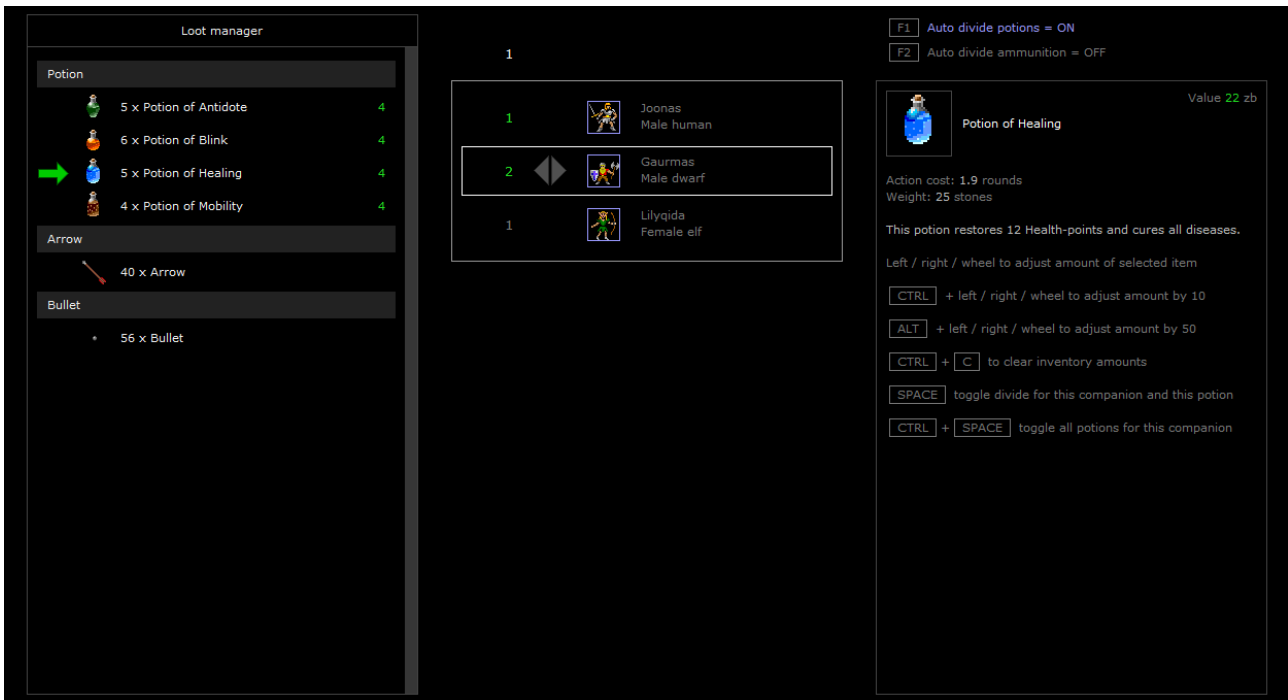 Loot manager
Potion
5 x Potion of Antidote 4
6 x Potion of Blink 4
5 x Potion of Healing 4
4 x Potion of Mobility 4
Arrow
40 x Arrow
Bullet
56 x Bullet
1
1 Joonas
Male human
2 Gaurmas
Male dwarf
1 Lilyqida
Female elf
F1 Auto divide potions = ON
F2 Auto divide ammunition = OFF
Value 22 zb
Potion of Healing
Action cost: 1.9 rounds
Weight: 25 stones
This potion restores 12 Health-points and cures all diseases.
Left / right / wheel to adjust amount of selected item
CTRL + left / right / wheel to adjust amount by 10
ALT + left / right / wheel to adjust amount by 50
CTRL + C to clear inventory amounts
SPACE toggle divide for this companion and this potion
CTRL + SPACE toggle all potions for this companion